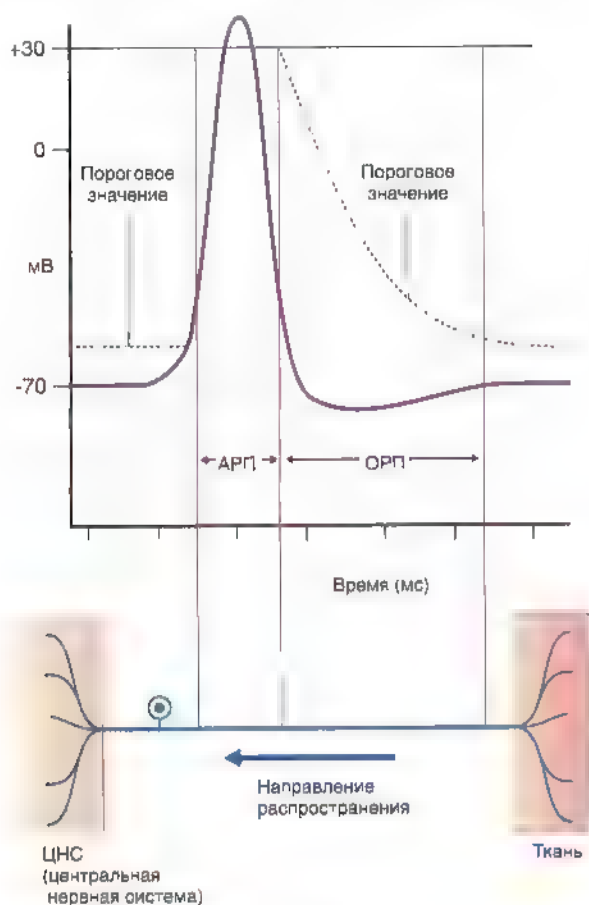 +30
0
Пороговое
значение
Пороговое
значение
мВ
-70
АРП
ОРП
Время (мс)
Направление
распространения
ЦНС
(центральная
нервная система)
Ткань